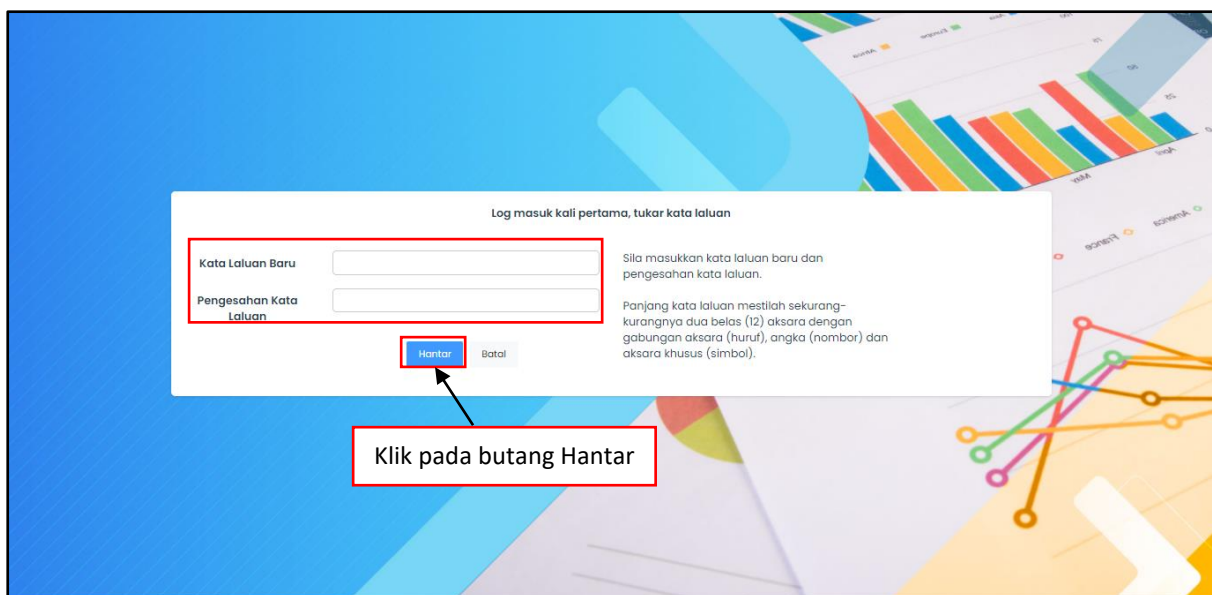 Log masuk kali pertama, tukar kata laluan
Kata Laluan Baru
Pengesahan Kata
Laluan
Sila masukkan kata laluan baru dan
pengesahan kata laluan.
Panjang kata laluan mestilah sekurang-
kurangnya dua belas (12) aksara dengan
gabungan aksara (huruf), angka (nombor) dan
aksara khusus (simbol).
Hantar
Batal
Klik pada butang Hantar
Africa
Europe
May
April
France
America